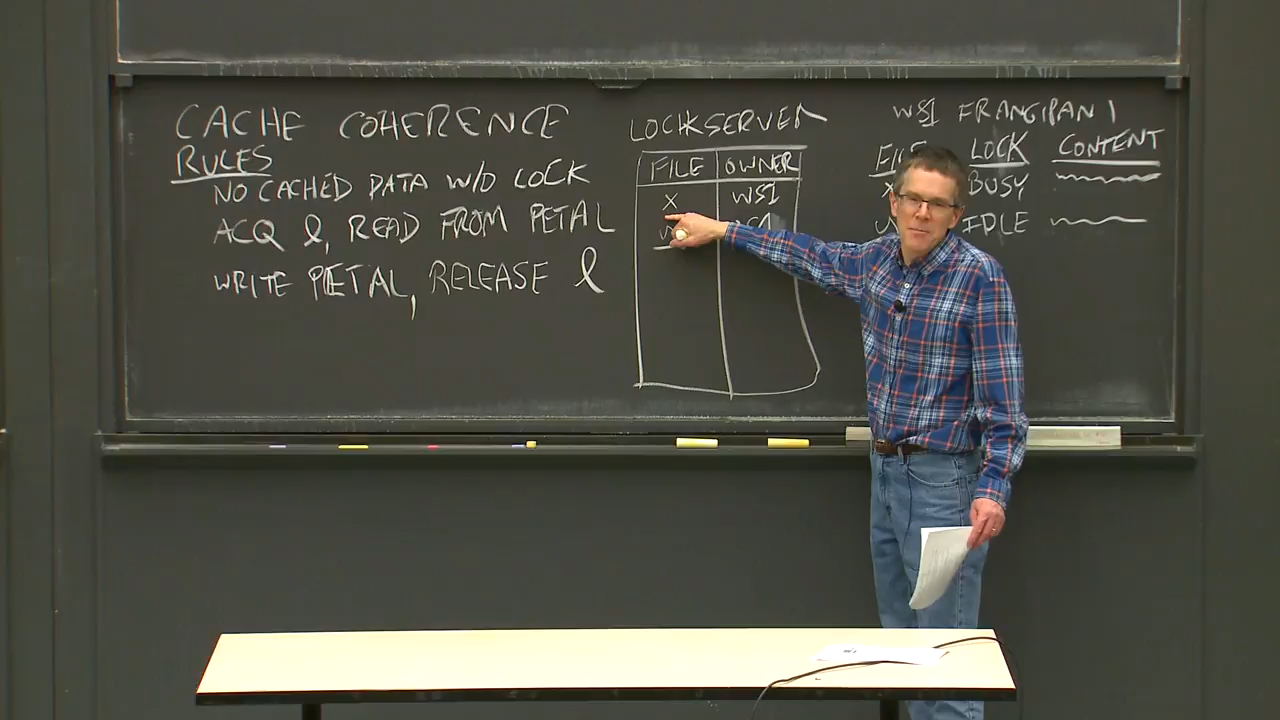 CACHE COHERENCE
RULES
NO CACHED DATA W/O LOCK
ACQ l, READ FROM PETAL
WRITE PETAL, RELEASE l
LOCKSERVER
FILE OWNER
X WS1
WS1 FRANGIPANI
LOCK CONTENT
BUSY
IDLE